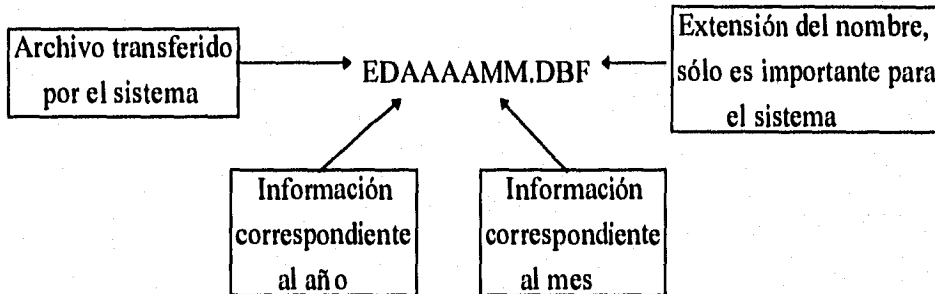 Archivo transferido
por el sistema
EDAAAAMM.DBF
Extensión del nombre,
sólo es importante para
el sistema
Información
correspondiente
al año
Información
correspondiente
al mes